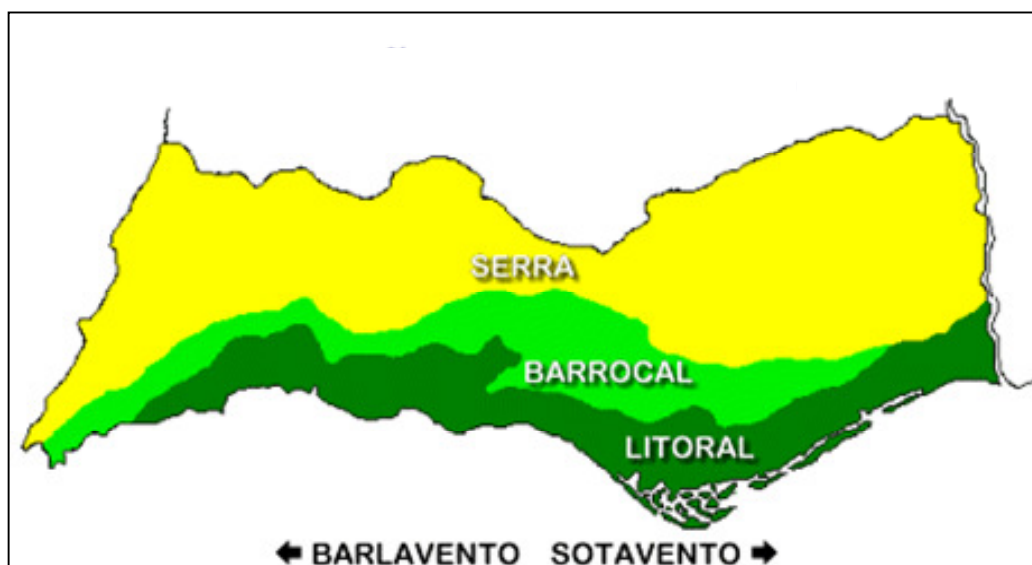 SERRA
BARROCAL
LITORAL
← BARLAVENTO SOTAVENTO →